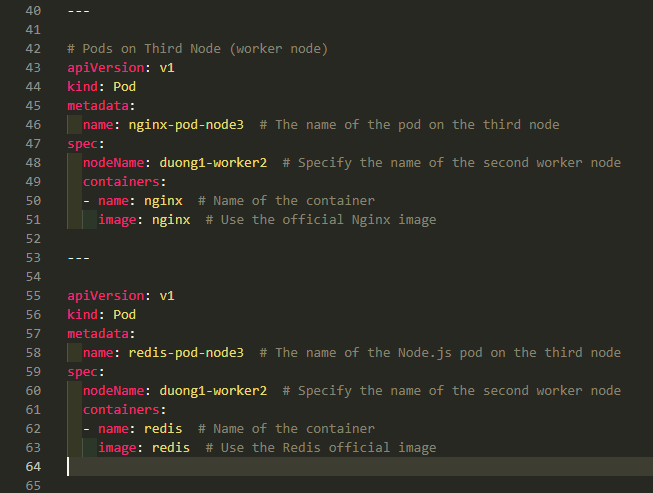 40 ---
41
42 # Pods on Third Node (worker node)
43 apiVersion: v1
44 kind: Pod
45 metadata:
46   name: nginx-pod-node3  # The name of the pod on the third node
47 spec:
48   nodeName: duong1-worker2  # Specify the name of the second worker node
49   containers:
50   - name: nginx  # Name of the container
51     image: nginx  # Use the official Nginx image
52
53 ---
54
55 apiVersion: v1
56 kind: Pod
57 metadata:
58   name: redis-pod-node3  # The name of the Node.js pod on the third node
59 spec:
60   nodeName: duong1-worker2  # Specify the name of the second worker node
61   containers:
62   - name: redis  # Name of the container
63     image: redis  # Use the Redis official image
64
65